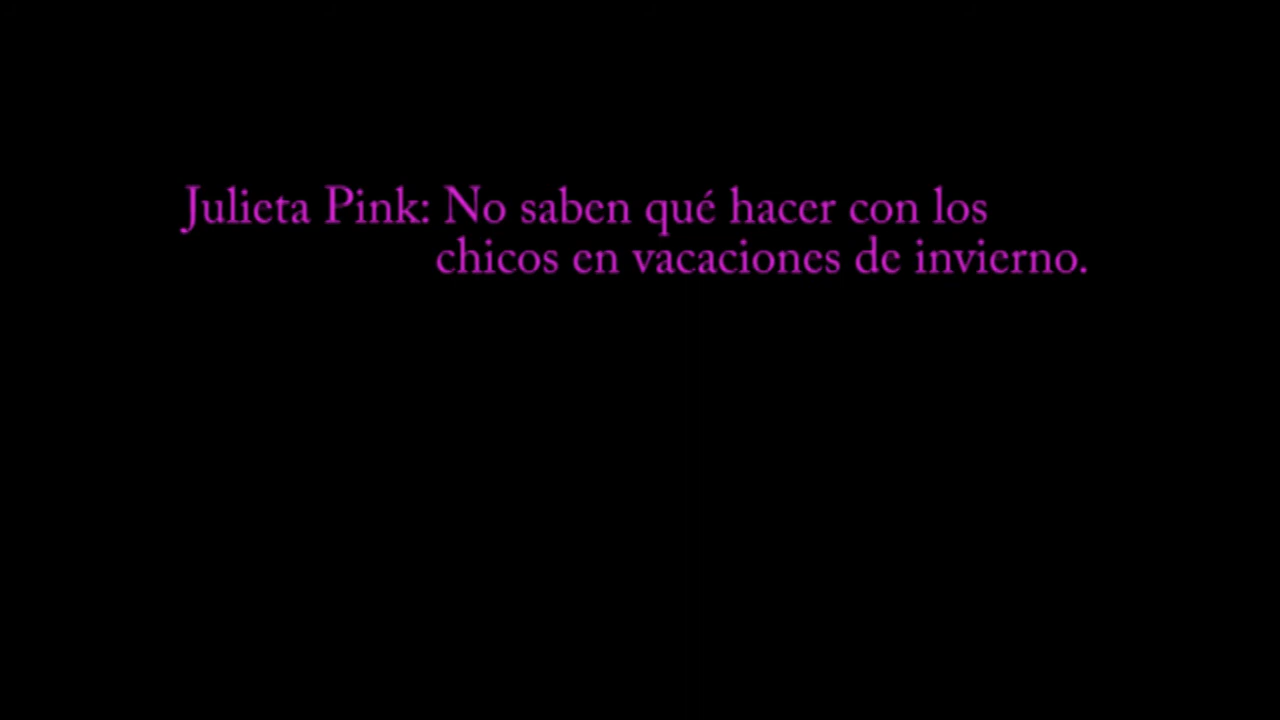 Julieta Pink: No saben qué hacer con los
chicos en vacaciones de invierno.